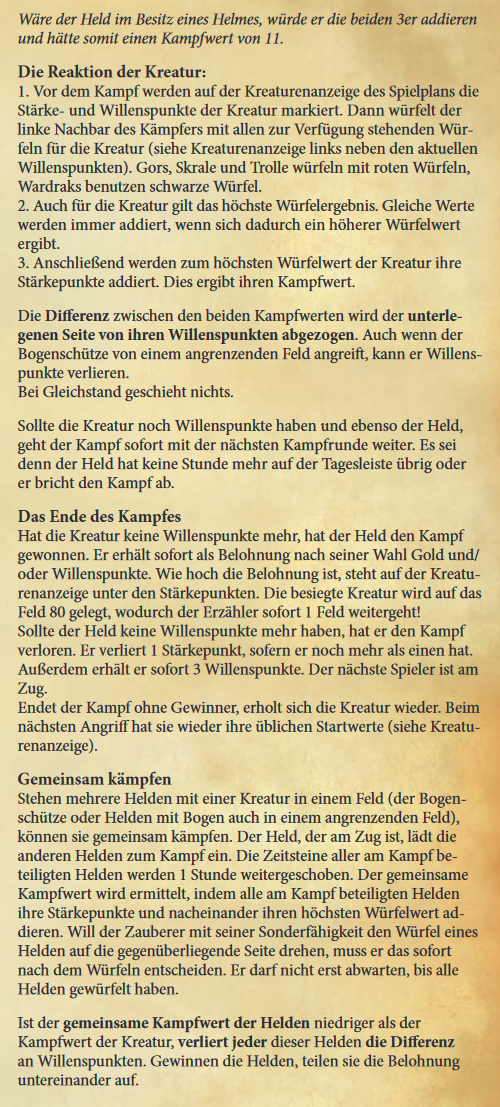 Wäre der Held im Besitz eines Helmes, würde er die beiden 3er addieren
und hätte somit einen Kampfwert von 11.
Die Reaktion der Kreatur:
1. Vor dem Kampf werden auf der Kreaturenanzeige des Spielplans die
Stärke- und Willenspunkte der Kreatur markiert. Dann würfelt der
linke Nachbar des Kämpfers mit allen zur Verfügung stehenden Wür-
feln für die Kreatur (siehe Kreaturenanzeige links neben den aktuellen
Willenspunkten). Gors, Skrale und Trolle würfeln mit roten Würfeln,
Wardraks benutzen schwarze Würfel.
2. Auch für die Kreatur gilt das höchste Würfelergebnis. Gleiche Werte
werden immer addiert, wenn sich dadurch ein höherer Würfelwert
ergibt.
3. Anschließend werden zum höchsten Würfelwert der Kreatur ihre
Stärkepunkte addiert. Dies ergibt ihren Kampfwert.
Die Differenz zwischen den beiden Kampfwerten wird der unterle-
genen Seite von ihren Willenspunkten abgezogen. Auch wenn der
Bogenschütze von einem angrenzenden Feld angreift, kann er Willens-
punkte verlieren.
Bei Gleichstand geschieht nichts.
Sollte die Kreatur noch Willenspunkte haben und ebenso der Held,
geht der Kampf sofort mit der nächsten Kampfrunde weiter. Es sei
denn der Held hat keine Stunde mehr auf der Tagesleiste übrig oder
er bricht den Kampf ab.
Das Ende des Kampfes
Hat die Kreatur keine Willenspunkte mehr, hat der Held den Kampf
gewonnen. Er erhält sofort als Belohnung nach seiner Wahl Gold und/
oder Willenspunkte. Wie hoch die Belohnung ist, steht auf der Kreatu-
renanzeige unter den Stärkepunkten. Die besiegte Kreatur wird auf das
Feld 80 gelegt, wodurch der Erzähler sofort 1 Feld weitergeht!
Sollte der Held keine Willenspunkte mehr haben, hat er den Kampf
verloren. Er verliert 1 Stärkepunkt, sofern er noch mehr als einen hat.
Außerdem erhält er sofort 3 Willenspunkte. Der nächste Spieler ist am
Zug.
Endet der Kampf ohne Gewinner, erholt sich die Kreatur wieder. Beim
nächsten Angriff hat sie wieder ihre üblichen Startwerte (siehe Kreatu-
renanzeige).
Gemeinsam kämpfen
Stehen mehrere Helden mit einer Kreatur in einem Feld (der Bogen-
schütze oder Helden mit Bogen auch in einem angrenzenden Feld),
können sie gemeinsam kämpfen. Der Held, der am Zug ist, lädt die
anderen Helden zum Kampf ein. Die Zeitsteine aller am Kampf be-
teiligten Helden werden 1 Stunde weitergeschoben. Der gemeinsame
Kampfwert wird ermittelt, indem alle am Kampf beteiligten Helden
ihre Stärkepunkte und nacheinander ihren höchsten Würfelwert ad-
dieren. Will der Zauberer mit seiner Sonderfähigkeit den Würfel eines
Helden auf die gegenüberliegende Seite drehen, muss er das sofort
nach dem Würfeln entscheiden. Er darf nicht erst abwarten, bis alle
Helden gewürfelt haben.
Ist der gemeinsame Kampfwert der Helden niedriger als der
Kampfwert der Kreatur, verliert jeder dieser Helden die Differenz
an Willenspunkten. Gewinnen die Helden, teilen sie die Belohnung
untereinander auf.